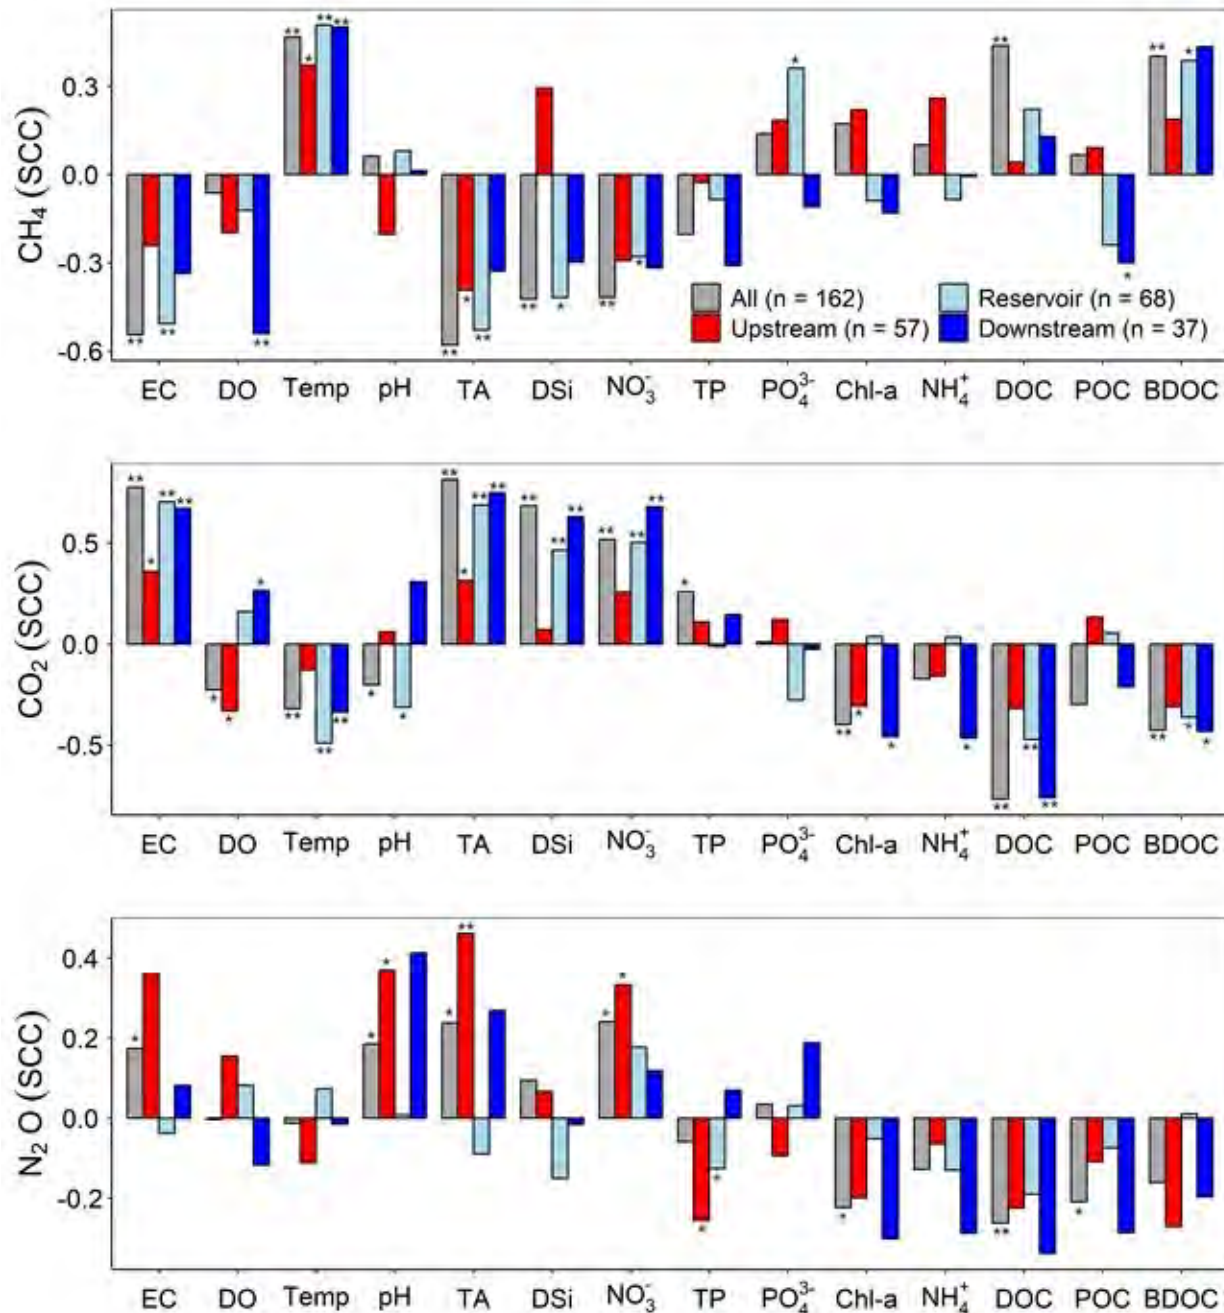 CH₄ (SCC)
0.3
0.0
-0.3
-0.6
** ** ** * ** ** ** * ** ** * ** * ** * * ** * ** *
All (n = 162) Reservoir (n = 68)
Upstream (n = 57) Downstream (n = 37)
EC DO Temp pH TA DSi NO₃⁻ TP PO₄³⁻ Chl-a NH₄⁺ DOC POC BDOC
CO₂ (SCC)
0.5
0.0
-0.5
EC DO Temp pH TA DSi NO₃⁻ TP PO₄³⁻ Chl-a NH₄⁺ DOC POC BDOC
N₂O (SCC)
0.4
0.2
0.0
-0.2
EC DO Temp pH TA DSi NO₃⁻ TP PO₄³⁻ Chl-a NH₄⁺ DOC POC BDOC